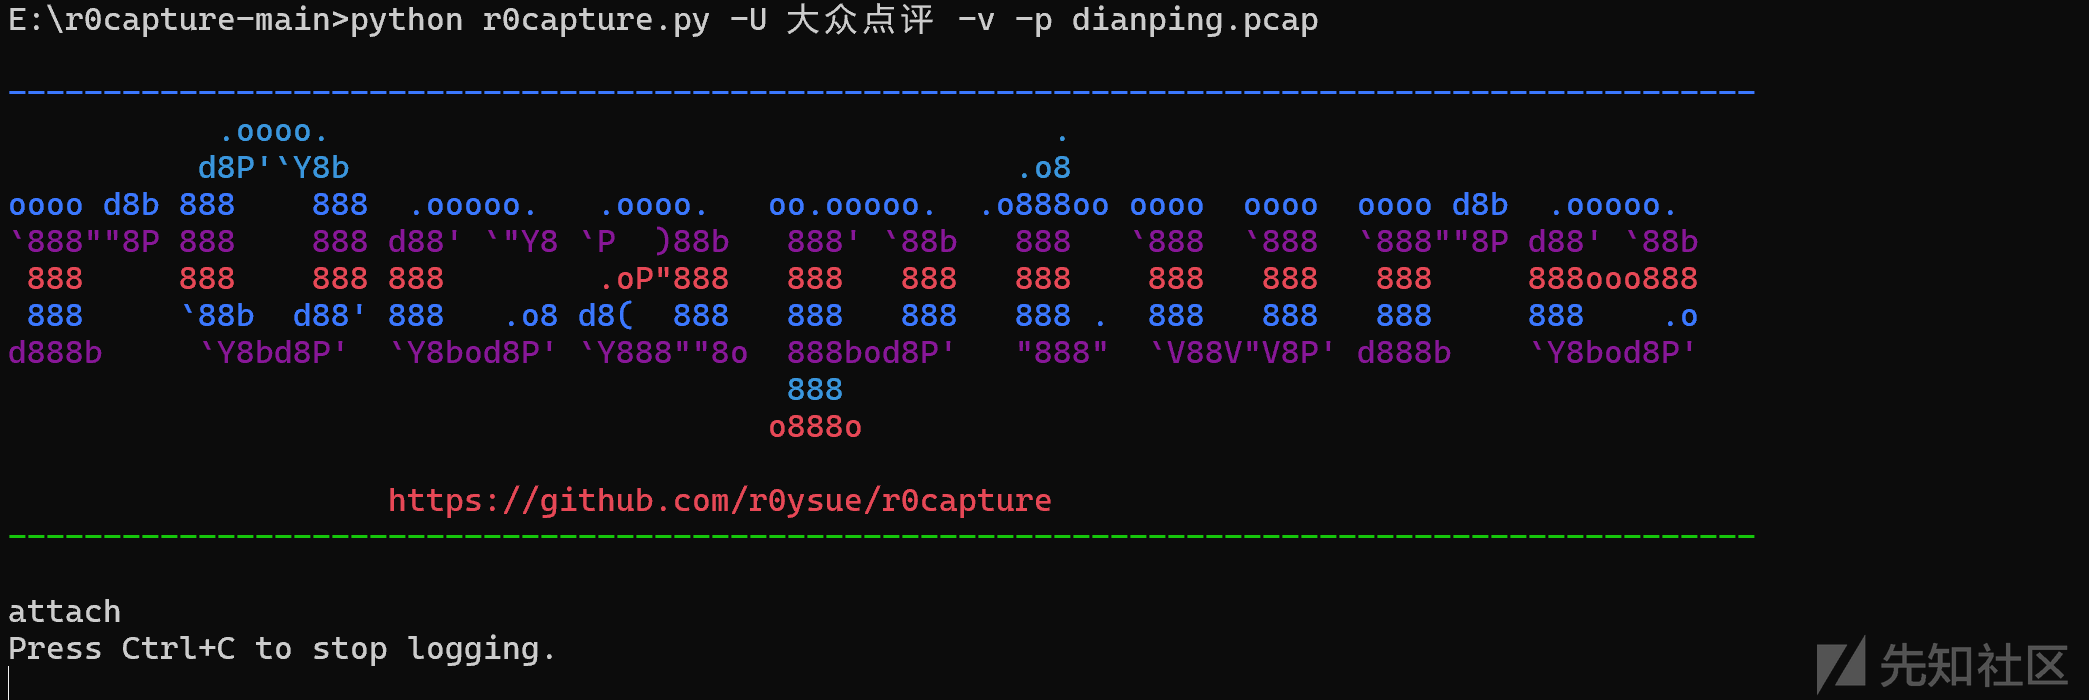 E:\r0capture-main>python r0capture.py -U 大众点评 -v -p dianping.pcap
--------------------------------------------------------------------------------------------
           .oooo.                                      .
          d8P'`Y8b                                   .o8
oooo d8b 888    888  .ooooo.   .oooo.   oo.ooooo.  .o888oo oooo  oooo  oooo d8b  .ooooo.
`888""8P 888    888 d88' `"Y8 `P  )88b   888' `88b   888   `888  `888  `888""8P d88' `88b
 888     888    888 888        .oP"888   888   888   888    888   888   888     888ooo888
 888     `88b  d88' 888   .o8 d8(  888   888   888   888 .  888   888   888     888    .o
d888b     `Y8bd8P'  `Y8bod8P' `Y888""8o  888bod8P'   "888"  `V88V"V8P' d888b    `Y8bod8P'
                                         888
                                        o888o
https://github.com/r0ysue/r0capture
--------------------------------------------------------------------------------------------
attach
Press Ctrl+C to stop logging.
先知社区